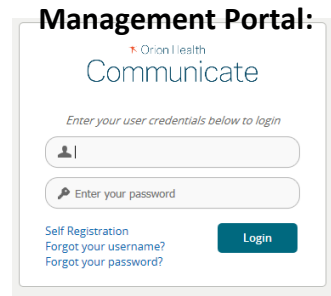 Management Portal:
Orion Health
Communicate
Enter your user credentials below to login
Enter your password
Self Registration
Forgot your username?
Login
Forgot your password?